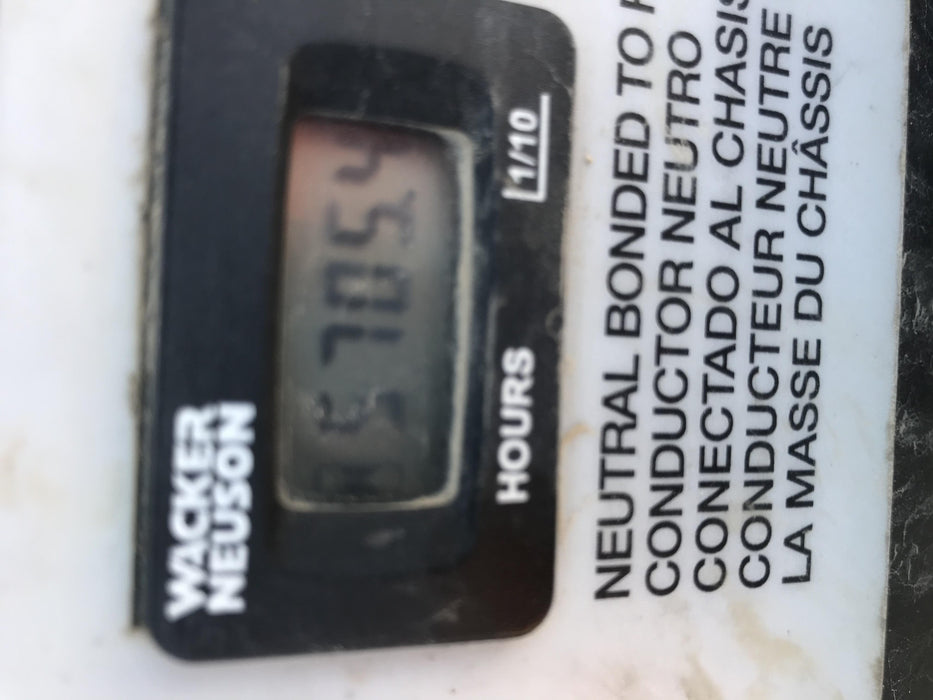 WACKER
NEUSON
HOURS 1/10
NEUTRAL BONDED TO
CONDUCTOR NEUTRO
CONECTADO AL CHASIS
CONDUCTEUR NEUTRE
LA MASSE DU CHÂSSIS